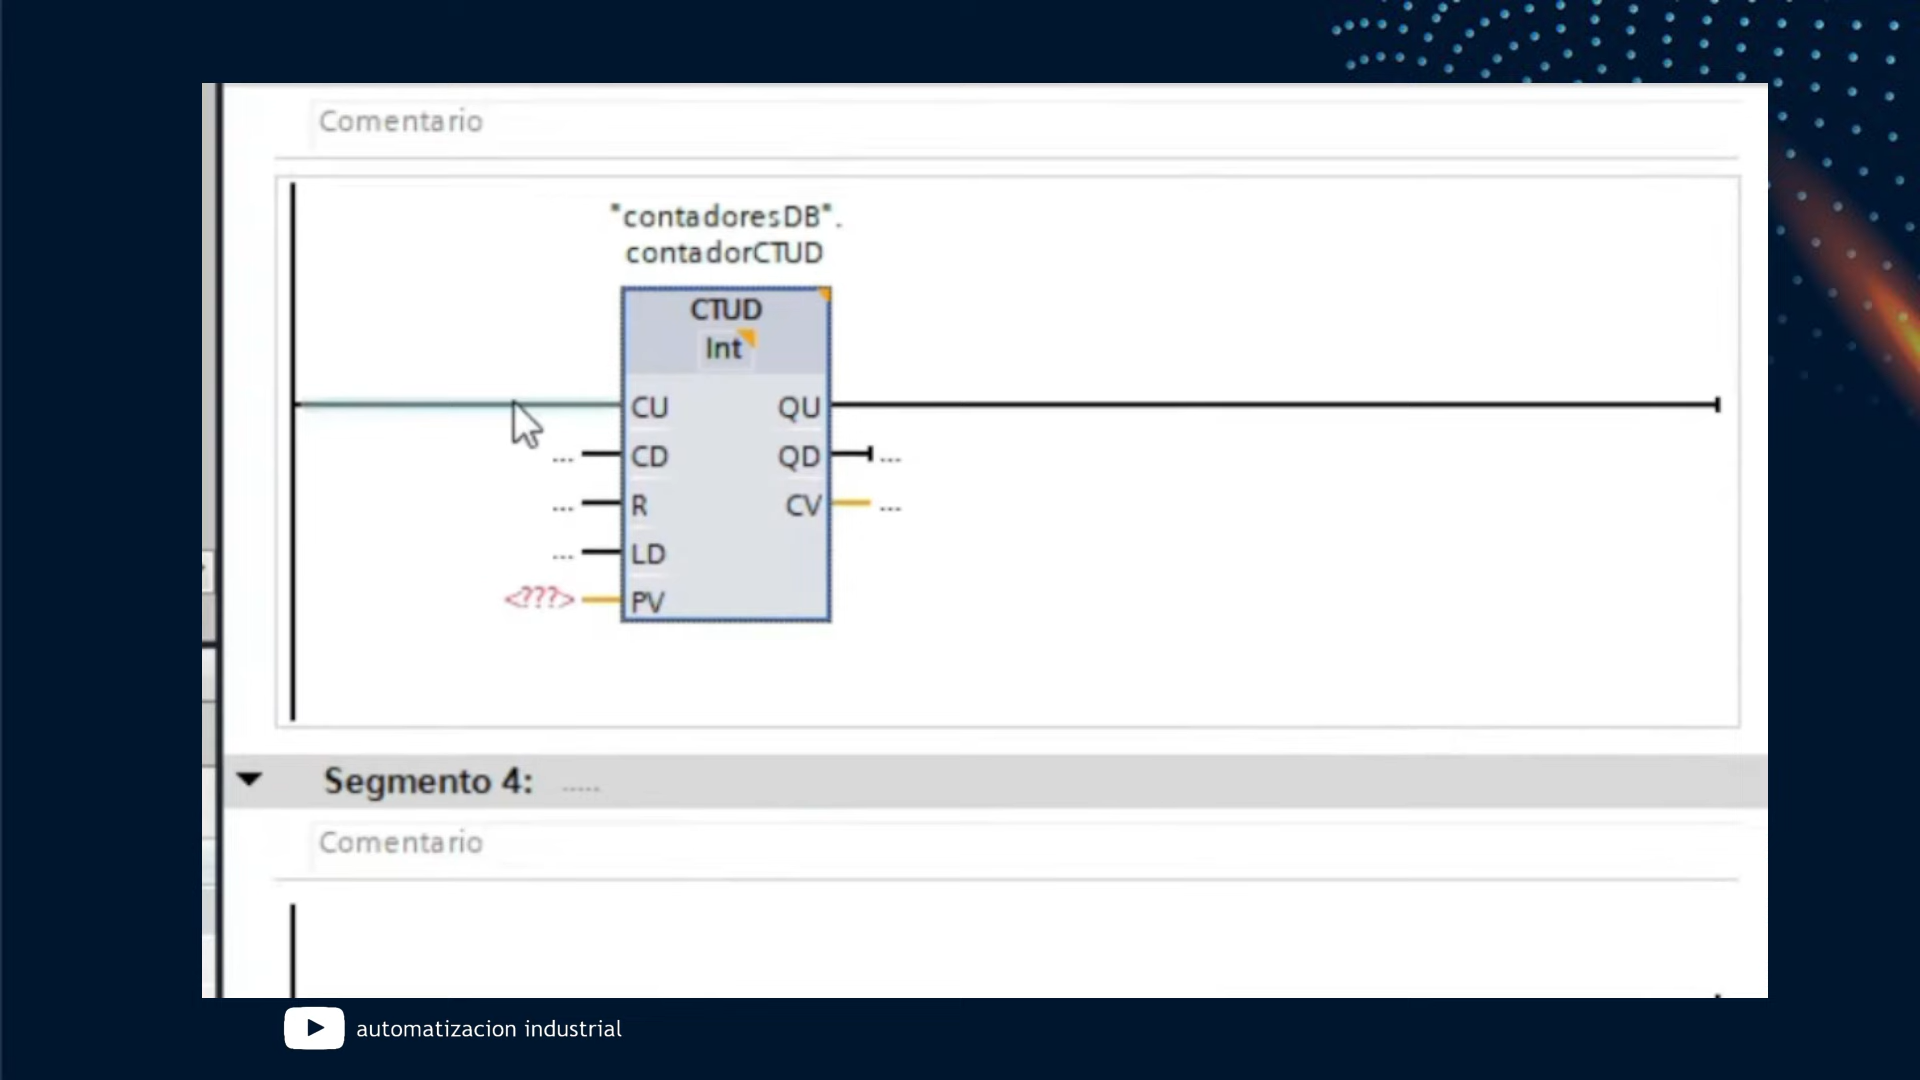 Comentario
"contadoresDB".
contadorCTUD
CTUD
Int
CU QU
... CD QD ...
... R CV ...
... LD
<???> PV
Segmento 4: .....
Comentario
automatizacion industrial